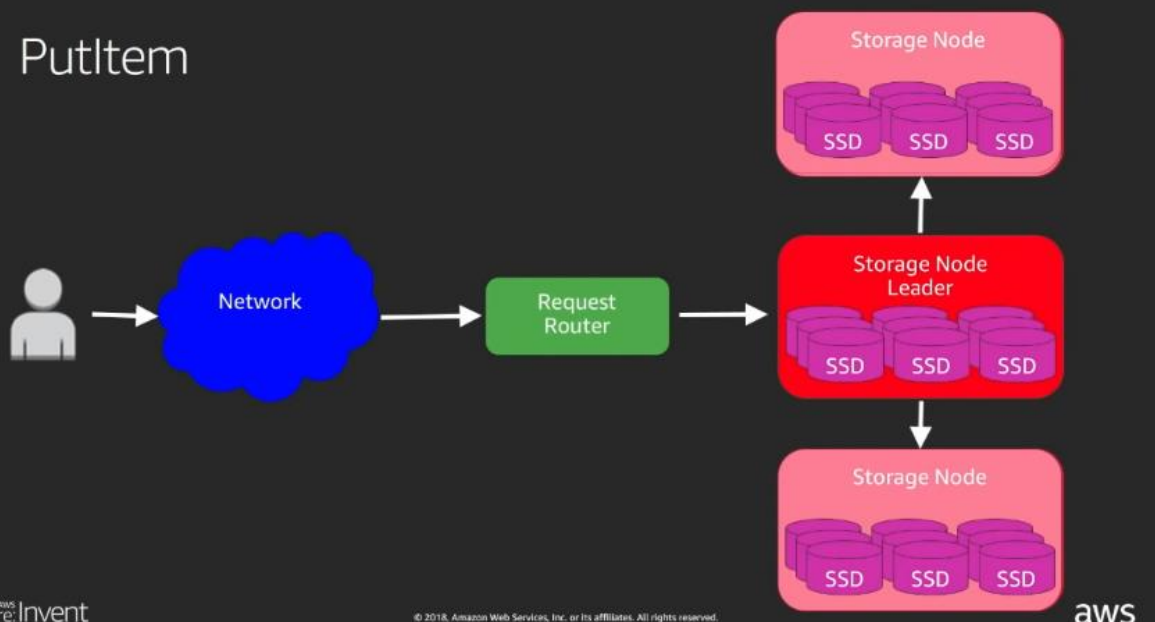 PutItem
Storage Node
SSD SSD SSD
Network
Request
Router
Storage Node
Leader
SSD SSD SSD
Storage Node
SSD SSD SSD
AWS
re:Invent
© 2018, Amazon Web Services, Inc. or its affiliates. All rights reserved.
aws